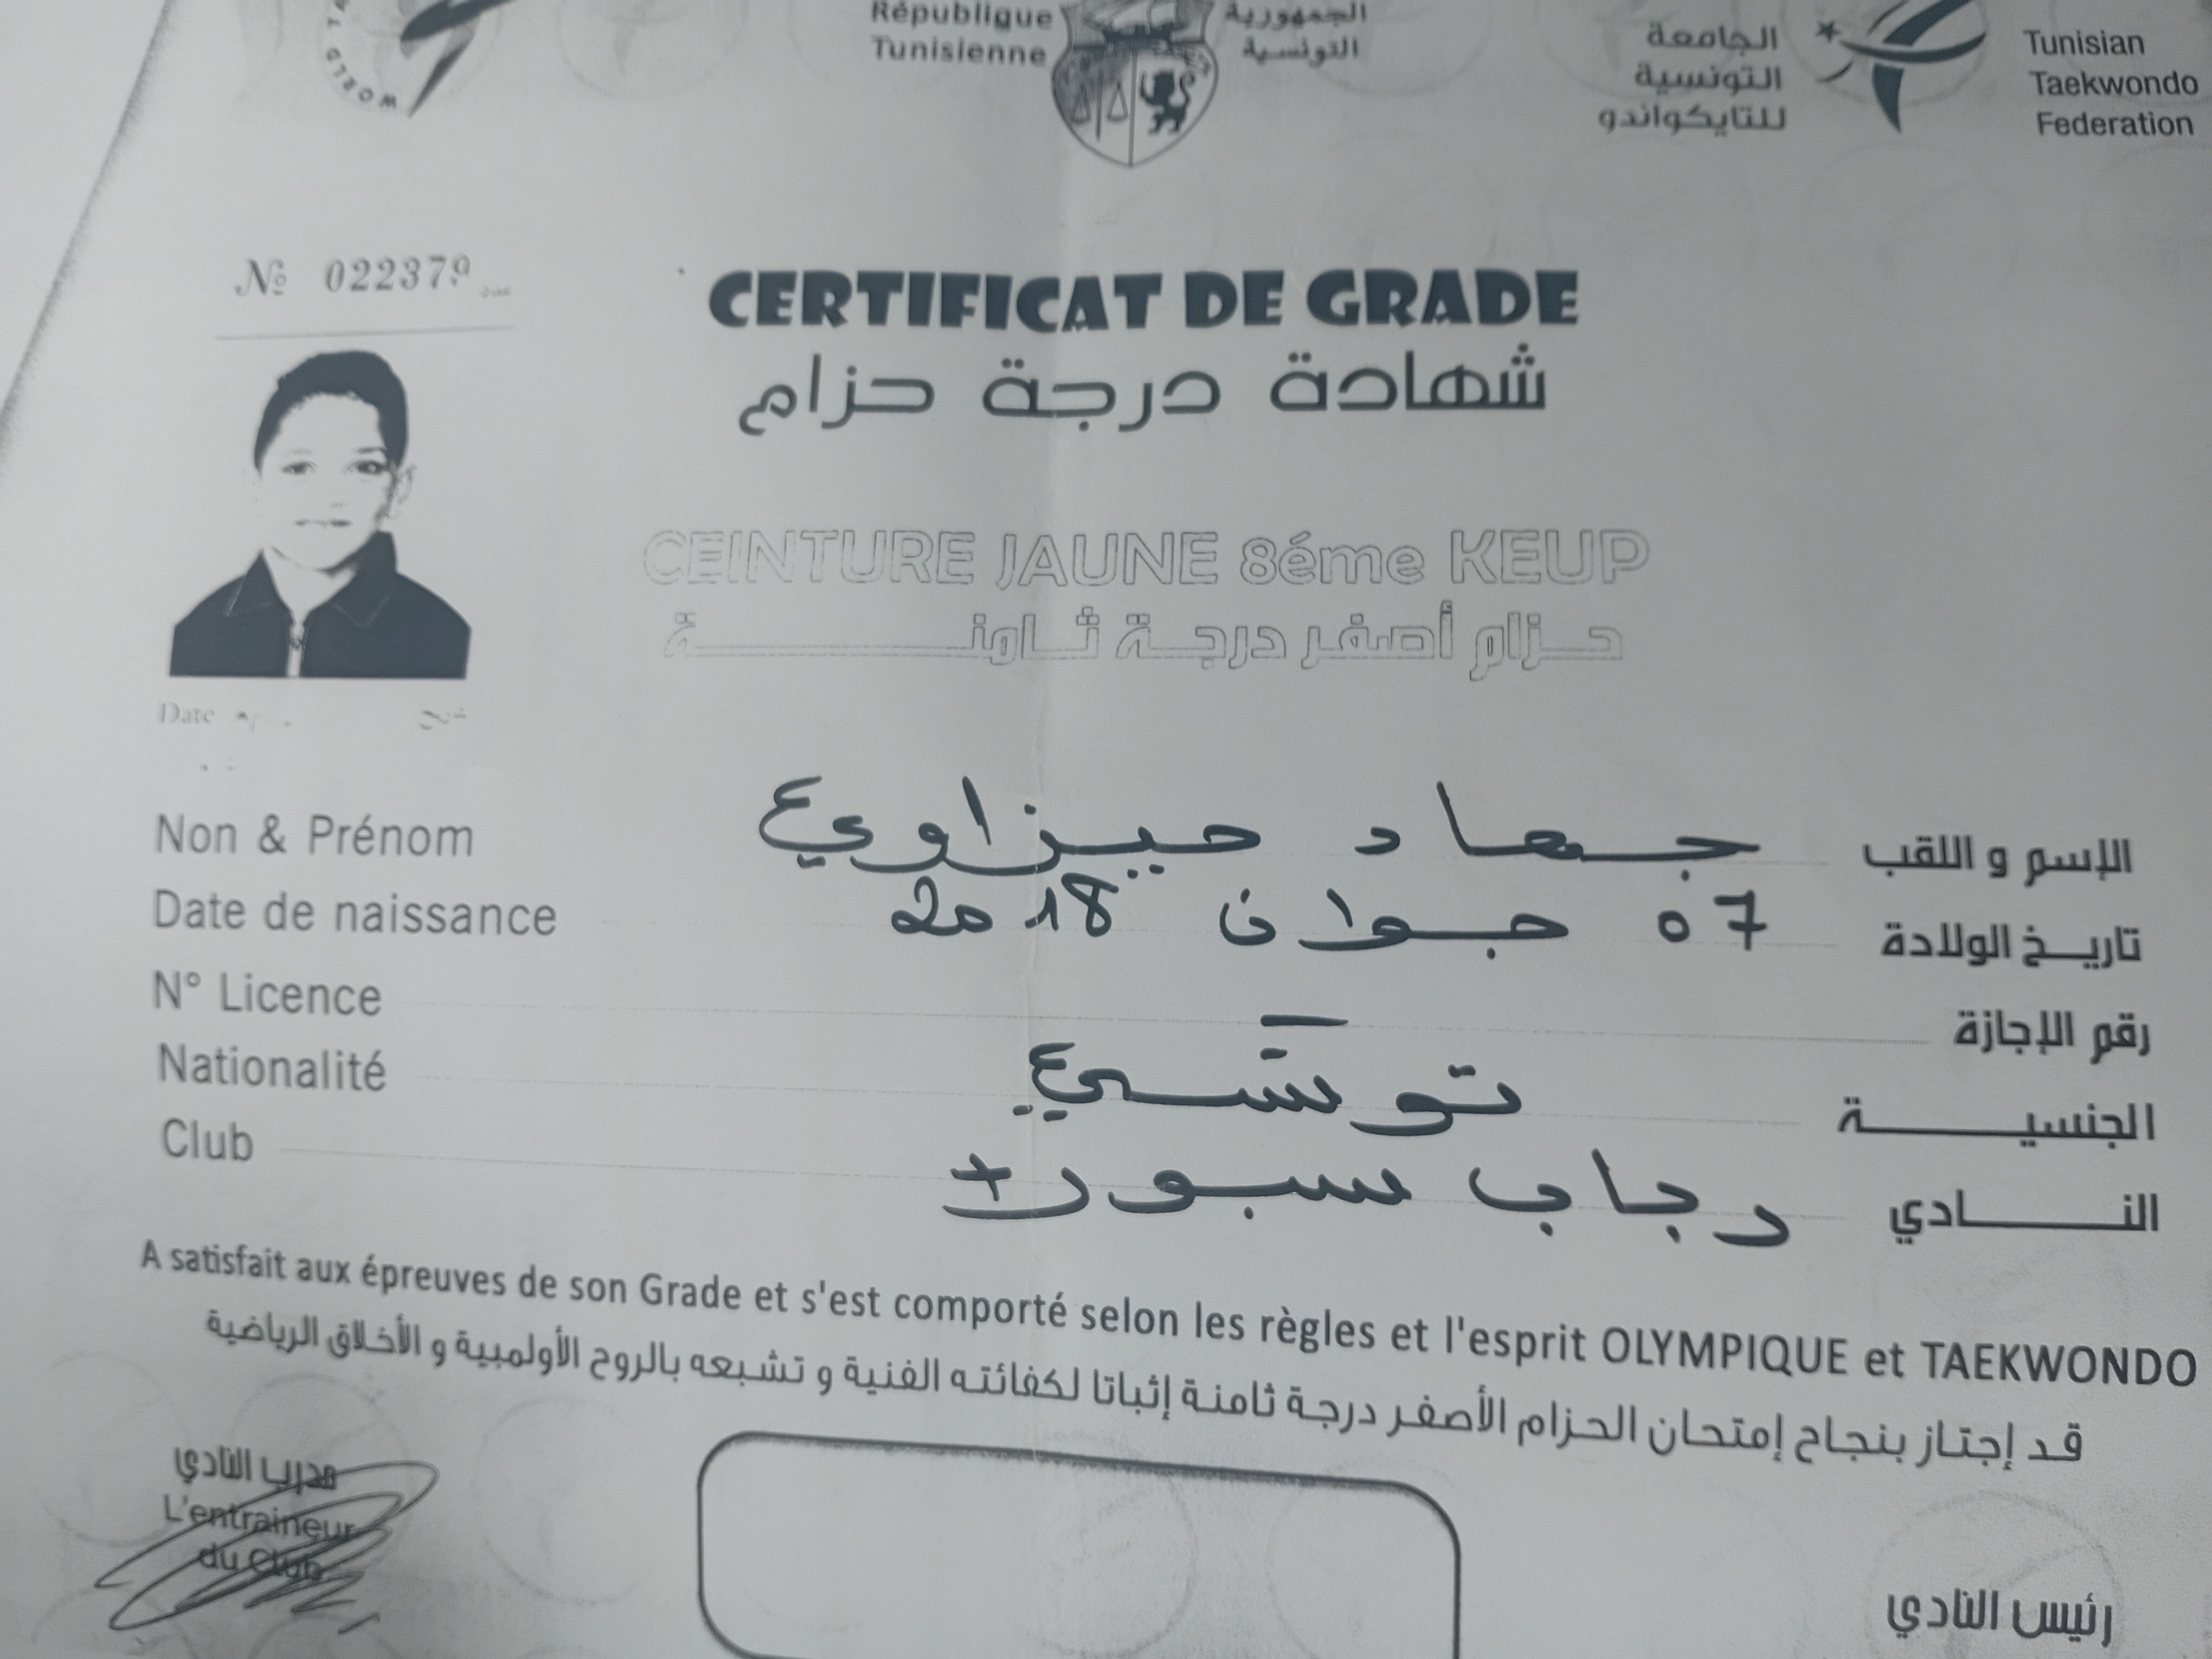 WORLD TA
République
Tunisienne
الجمهورية
التونسية
الجامعة
التونسية
للتايكواندو
Tunisian
Taekwondo
Federation
№ 022379
CERTIFICAT DE GRADE
شهادة درجة حزام
CEINTURE JAUNE 8éme KEUP
حزام أصفر درجة ثامنة
Date
Non & Prénom جهاد حيزاوي الإسم و اللقب
Date de naissance 07 جوان 2018 تاريخ الولادة
N° Licence — رقم الإجازة
Nationalité الجنسية
Club رجاب سبورت النادي
A satisfait aux épreuves de son Grade et s'est comporté selon les règles et l'esprit OLYMPIQUE et TAEKWONDO
قد إجتاز بنجاح إمتحان الحزام الأصفر درجة ثامنة إثباتا لكفائته الفنية و تشبعه بالروح الأولمبية و الأخلاق الرياضية
مدرب النادي
L'entraineur
du Club
رئيس النادي